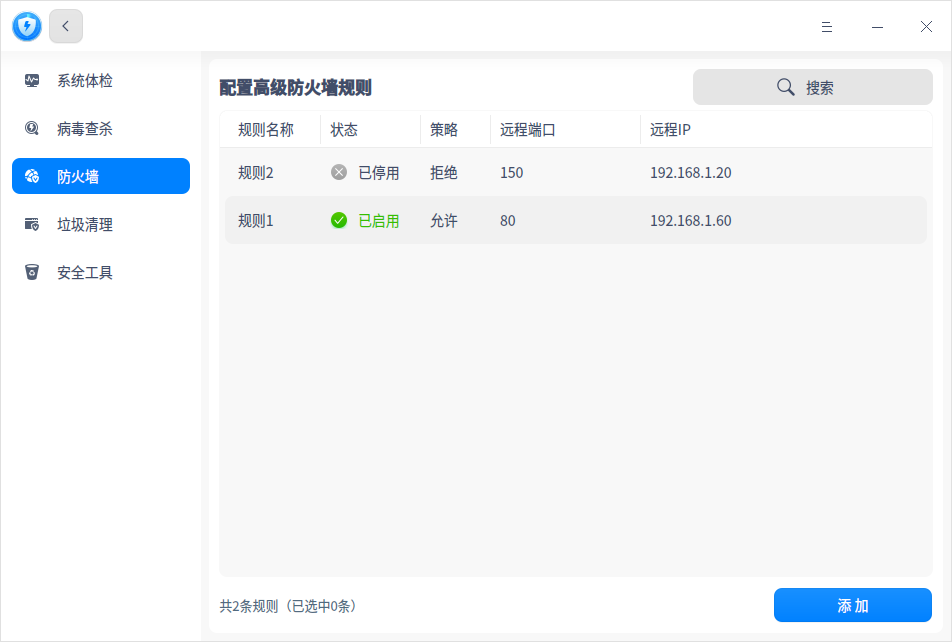 系统体检
病毒查杀
防火墙
垃圾清理
安全工具
配置高级防火墙规则
搜索
规则名称 状态 策略 远程端口 远程IP
规则2 已停用 拒绝 150 192.168.1.20
规则1 已启用 允许 80 192.168.1.60
共2条规则（已选中0条）
添加